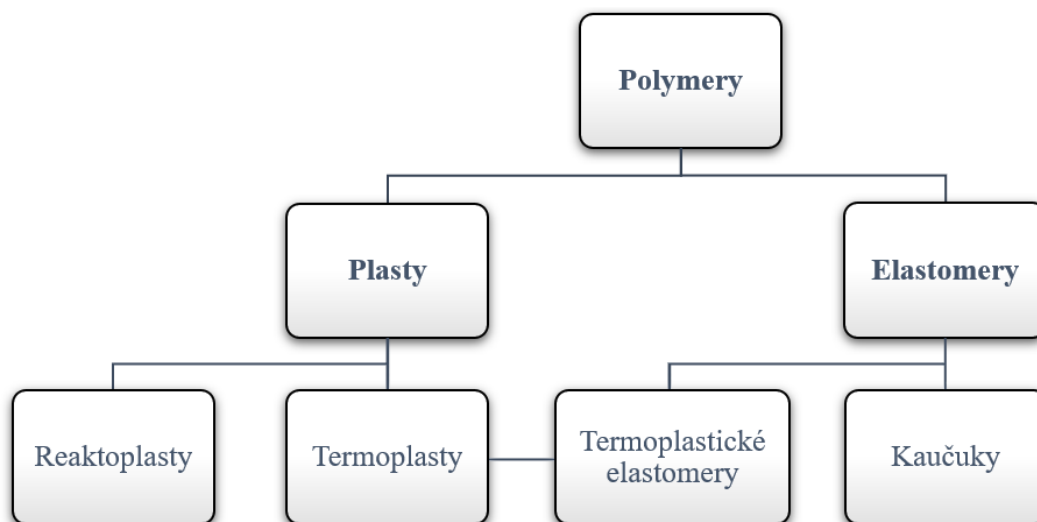 Polymery
Plasty
Elastomery
Reaktoplasty
Termoplasty
Termoplastické
elastomery
Kaučuky